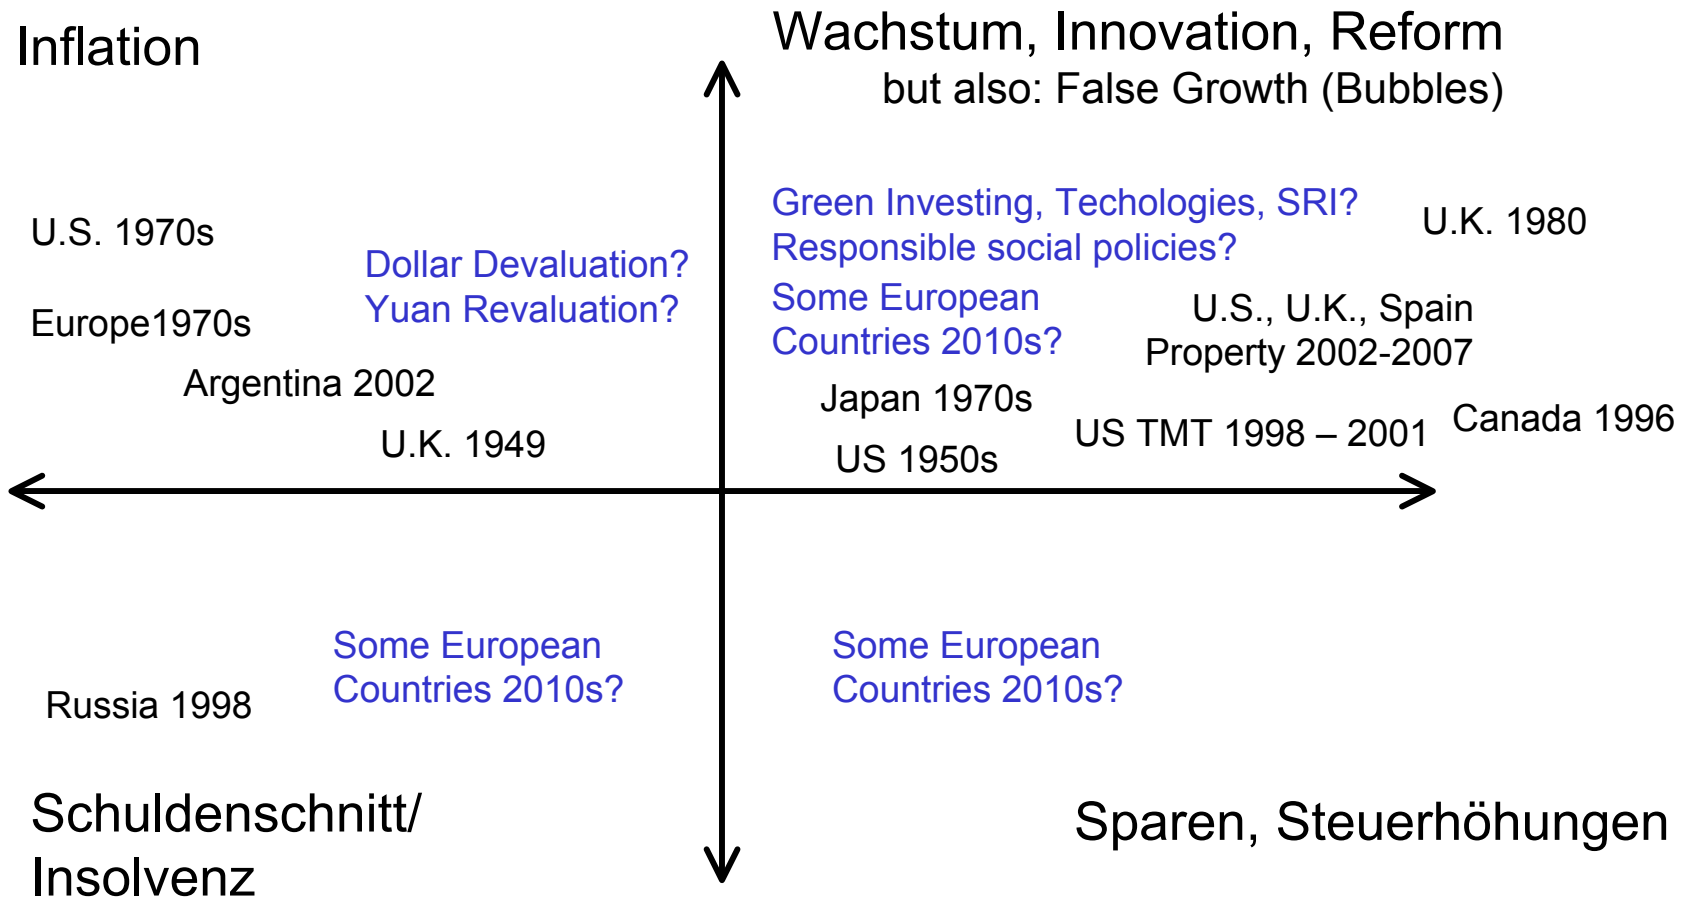 Inflation
Wachstum, Innovation, Reform
but also: False Growth (Bubbles)
U.S. 1970s
Dollar Devaluation?
Yuan Revaluation?
Europe1970s
Argentina 2002
U.K. 1949
Green Investing, Techologies, SRI?
Responsible social policies?
U.K. 1980
Some European
Countries 2010s?
U.S., U.K., Spain
Property 2002-2007
Japan 1970s
US TMT 1998 – 2001
Canada 1996
US 1950s
Some European
Countries 2010s?
Russia 1998
Some European
Countries 2010s?
Schuldenschnitt/
Insolvenz
Sparen, Steuerhöhungen